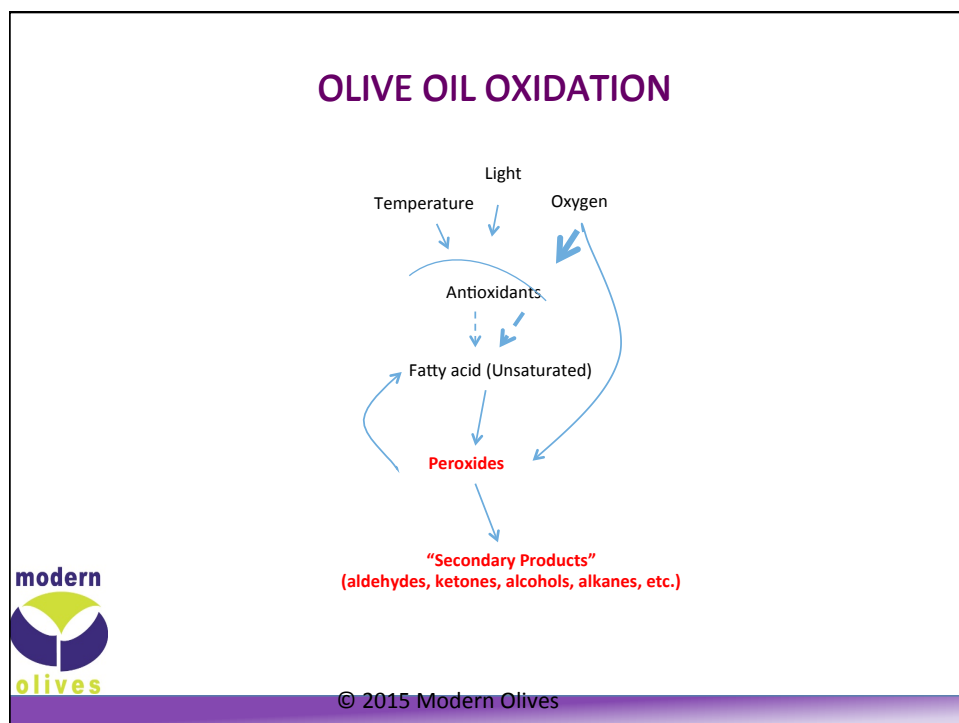 OLIVE OIL OXIDATION
Light
Temperature
Oxygen
Antioxidants
Fatty acid (Unsaturated)
Peroxides
“Secondary Products”
(aldehydes, ketones, alcohols, alkanes, etc.)
modern
olives
© 2015 Modern Olives